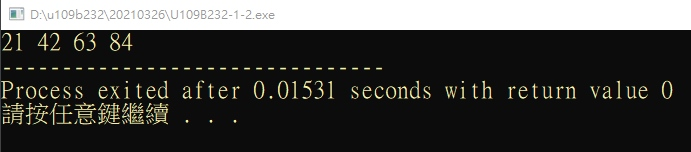 D:\u109b232\20210326\U109B232-1-2.exe
21 42 63 84
--------------------------------
Process exited after 0.01531 seconds with return value 0
請按任意鍵繼續 . . .